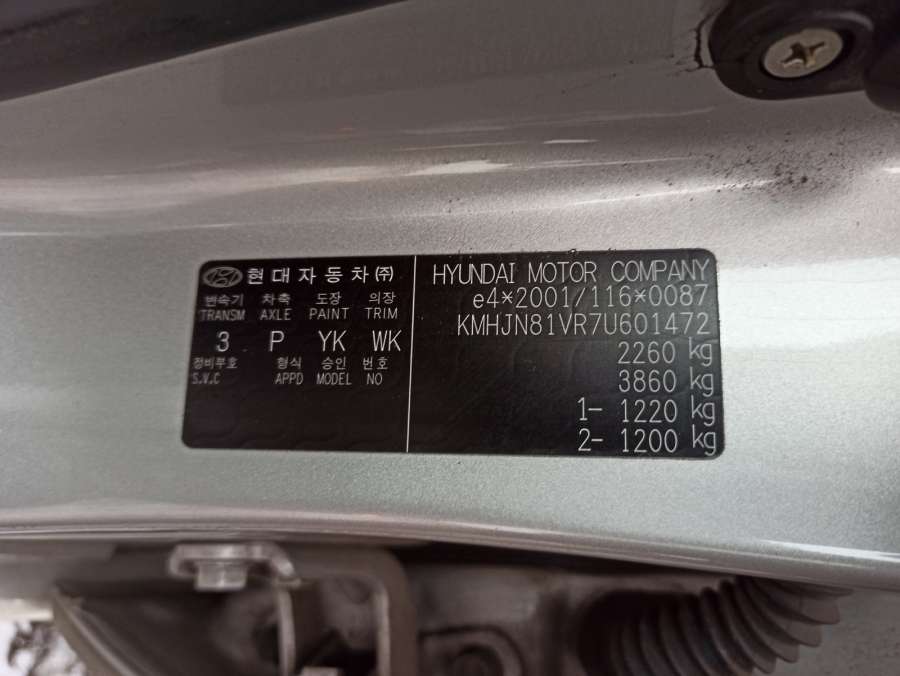 현대자동차㈜
변속기 차축 도장 의장
TRANSM AXLE PAINT TRIM
3 P YK WK
정비부호 형식 승인 번호
S.V.C APPD MODEL NO
HYUNDAI MOTOR COMPANY
e4*2001/116*0087
KMHJN81VR7U601472
2260 kg
3860 kg
1- 1220 kg
2- 1200 kg